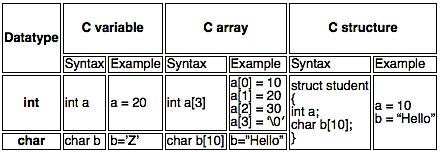 Datatype C variable C array C structure
Syntax Example Syntax Example Syntax Example
int int a a = 20 int a[3]
a[0] = 10
a[1] = 20
a[2] = 30
a[3] = '\0'
char char b b='Z' char b[10] b="Hello"
struct student
{
int a;
char b[10];
}
a = 10
b = "Hello"